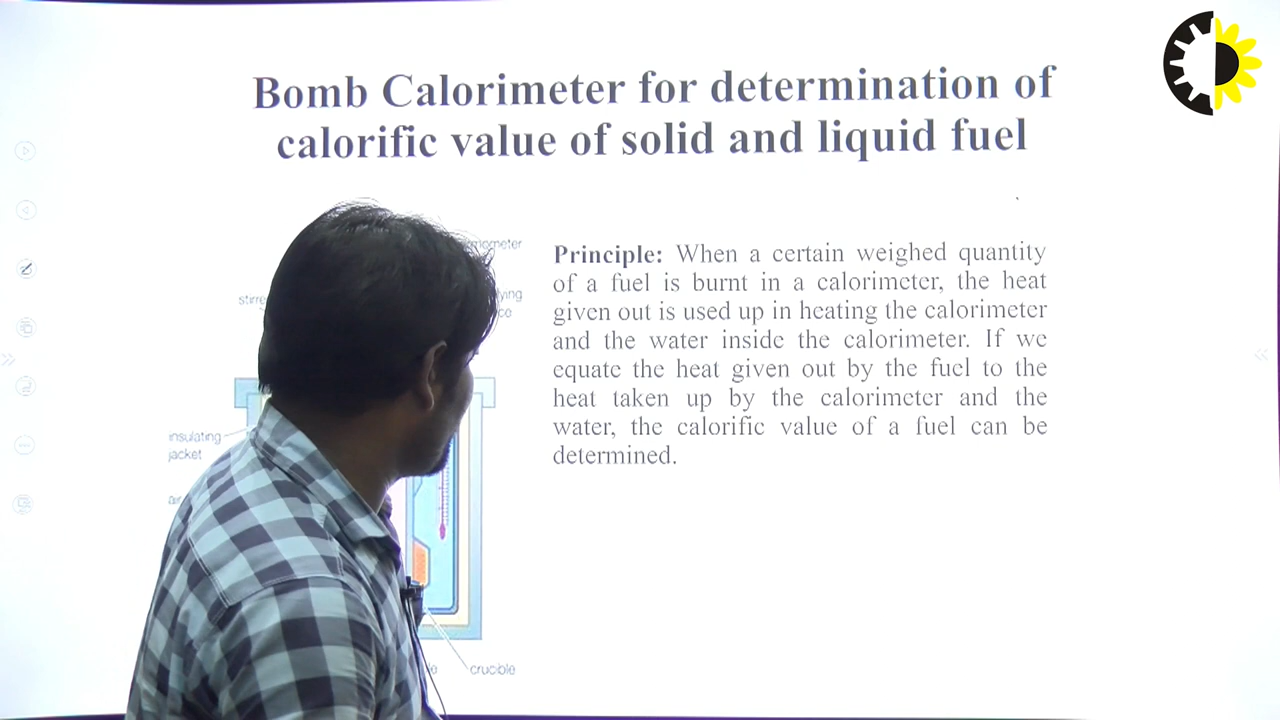 Bomb Calorimeter for determination of
calorific value of solid and liquid fuel
Principle: When a certain weighed quantity
of a fuel is burnt in a calorimeter, the heat
given out is used up in heating the calorimeter
and the water inside the calorimeter. If we
equate the heat given out by the fuel to the
heat taken up by the calorimeter and the
water, the calorific value of a fuel can be
determined.
insulating
jacket
crucible